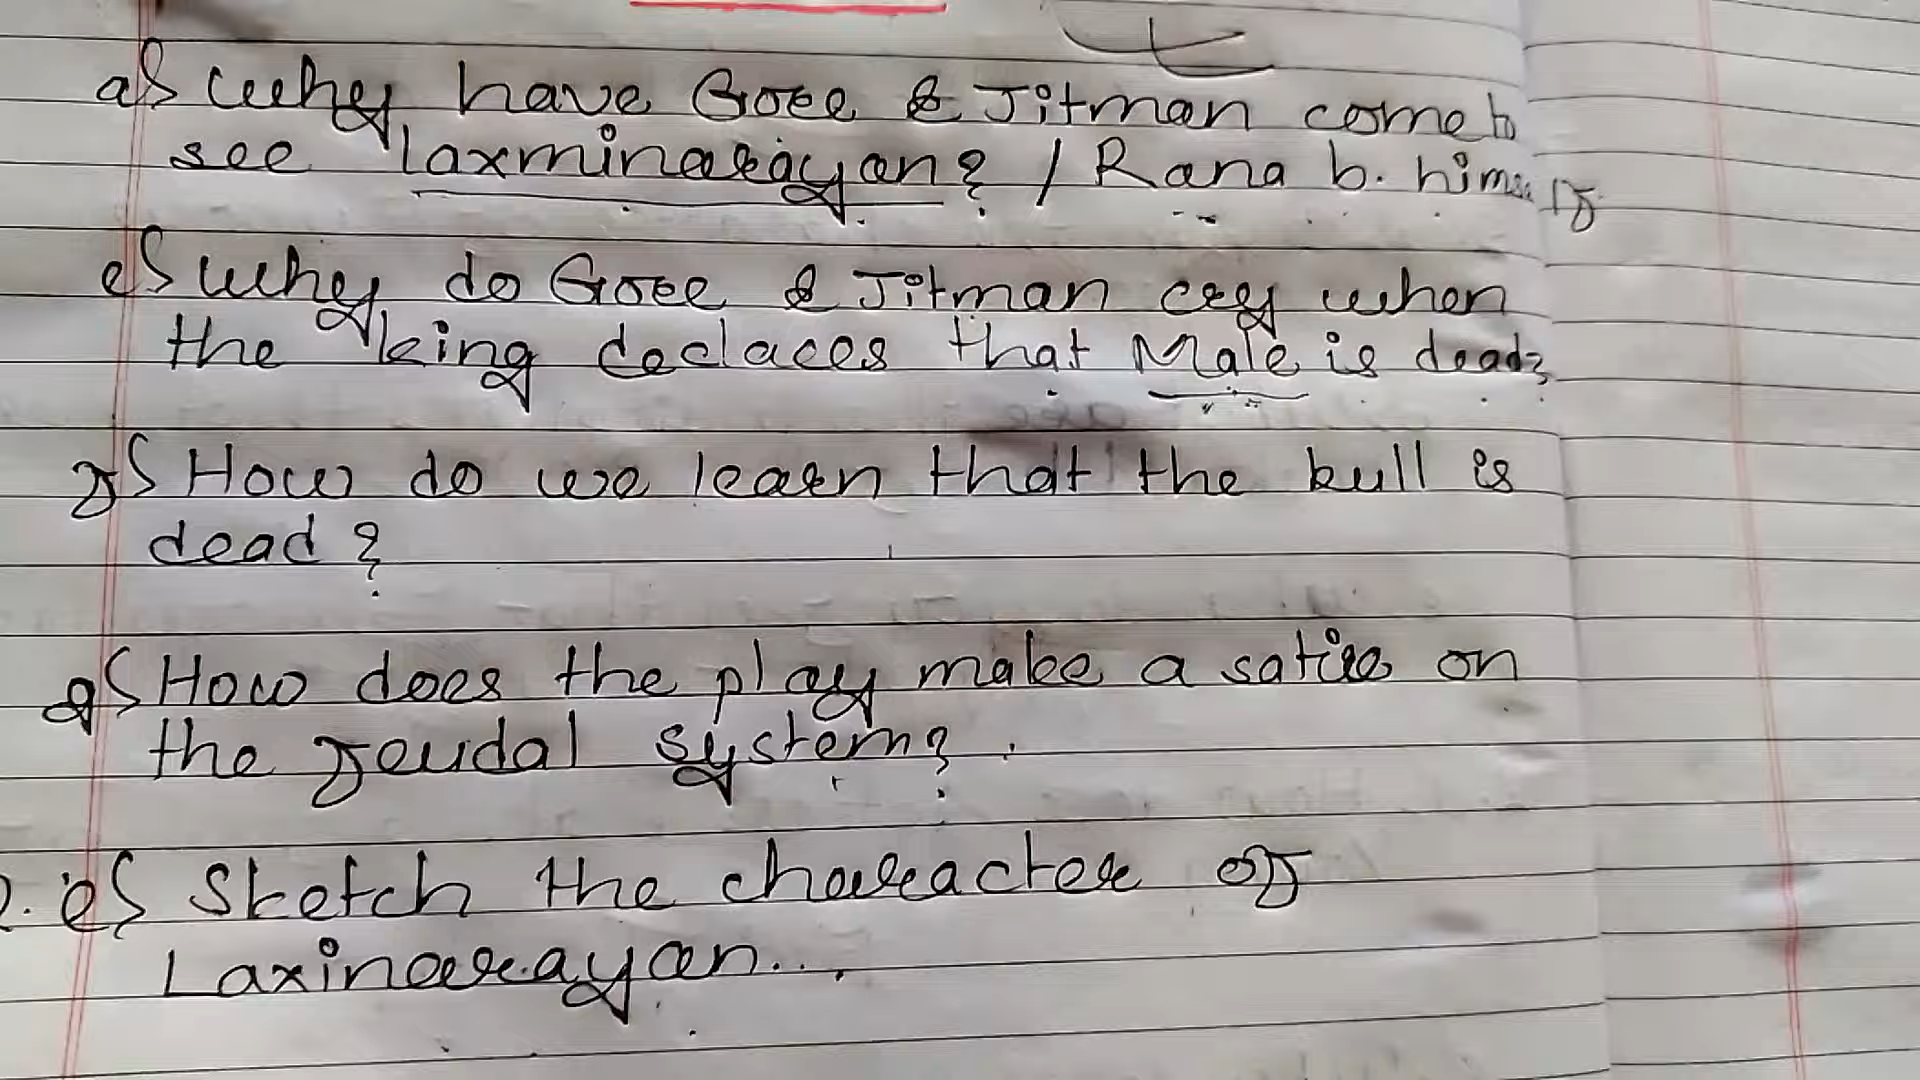 a) Why have Gore & Jitman come to
see laxminarayan? / Rana b. himself
e) Why do Gore & Jitman cry when
the king declares that Male is dead?
f) How do we learn that the bull is
dead?
g) How does the play make a satire on
the feudal system?
e) Sketch the character of
Laxinarayan...